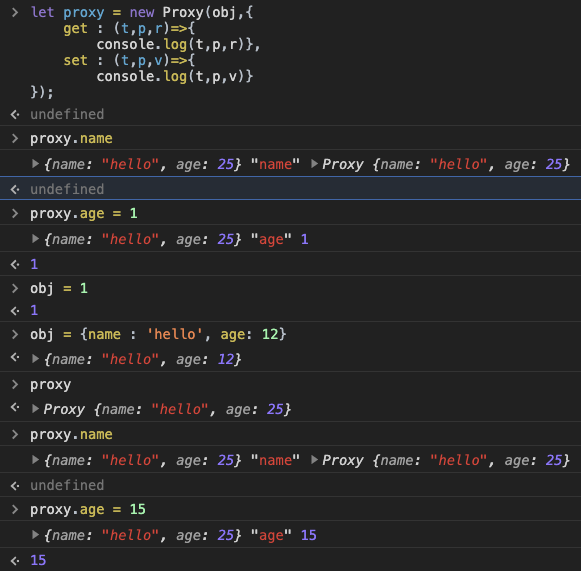 > let proxy = new Proxy(obj,{
get : (t,p,r)=>{
console.log(t,p,r)},
set : (t,p,v)=>{
console.log(t,p,v)}
});
undefined
> proxy.name
▶{name: "hello", age: 25} "name" ▶Proxy {name: "hello", age: 25}
undefined
> proxy.age = 1
▶{name: "hello", age: 25} "age" 1
1
> obj = 1
1
> obj = {name : 'hello', age: 12}
▶{name: "hello", age: 12}
> proxy
▶Proxy {name: "hello", age: 25}
> proxy.name
▶{name: "hello", age: 25} "name" ▶Proxy {name: "hello", age: 25}
undefined
> proxy.age = 15
▶{name: "hello", age: 25} "age" 15
15